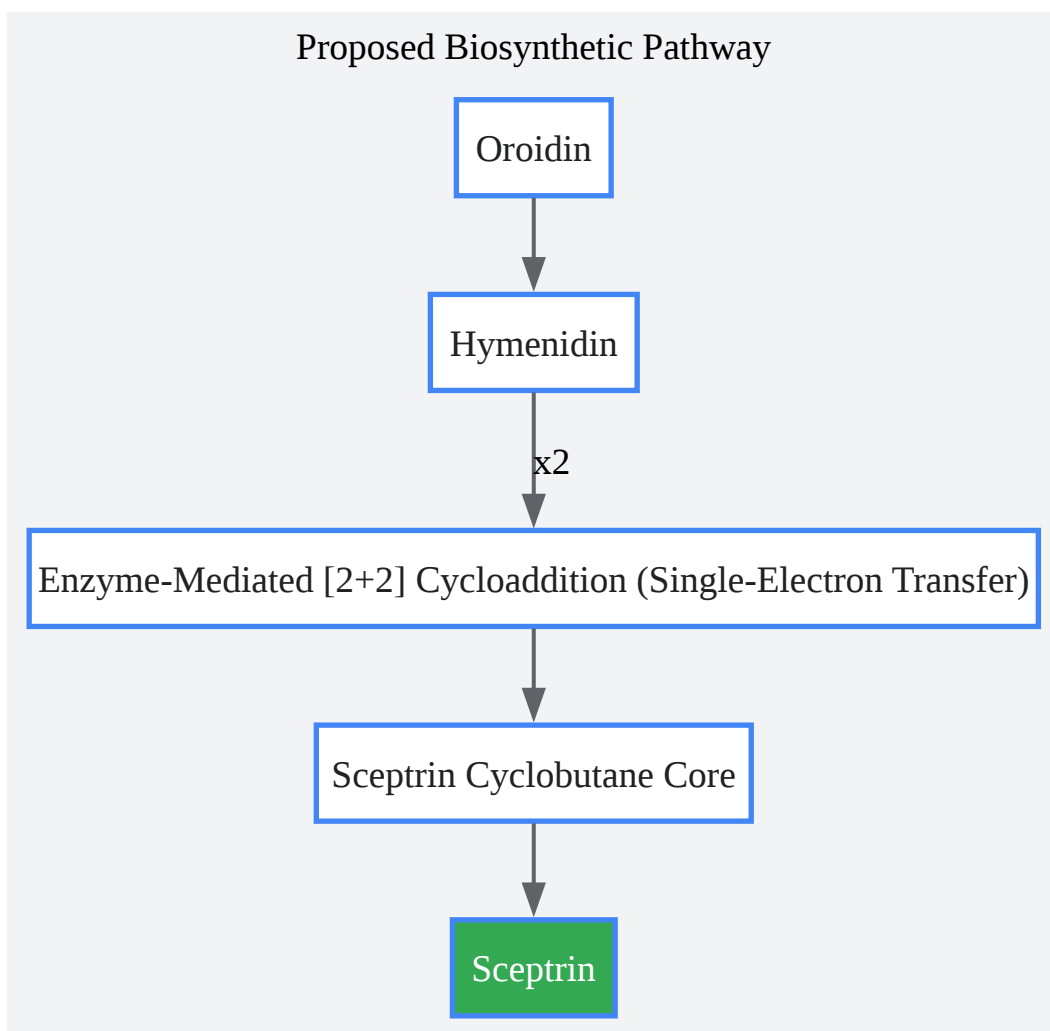 Proposed Biosynthetic Pathway
Oroidin
Hymenidin
x2
Enzyme-Mediated [2+2] Cycloaddition (Single-Electron Transfer)
Sceptrin Cyclobutane Core
Sceptrin